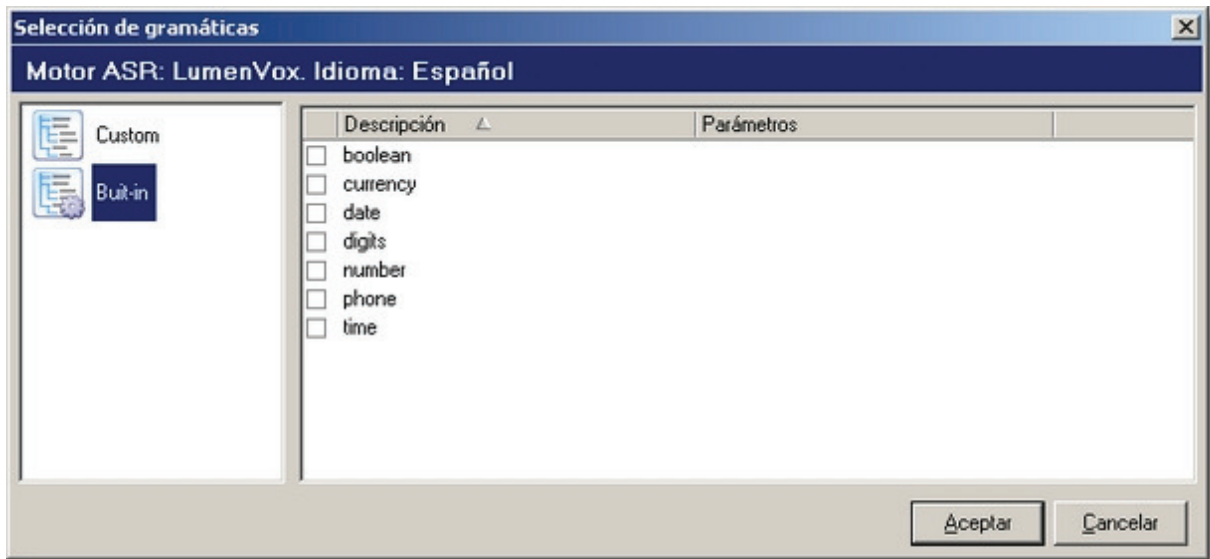 Selección de gramáticas
Motor ASR: LumenVox. Idioma: Español
Custom
Buit-in
Descripción Parámetros
boolean
currency
date
digits
number
phone
time
Aceptar Cancelar